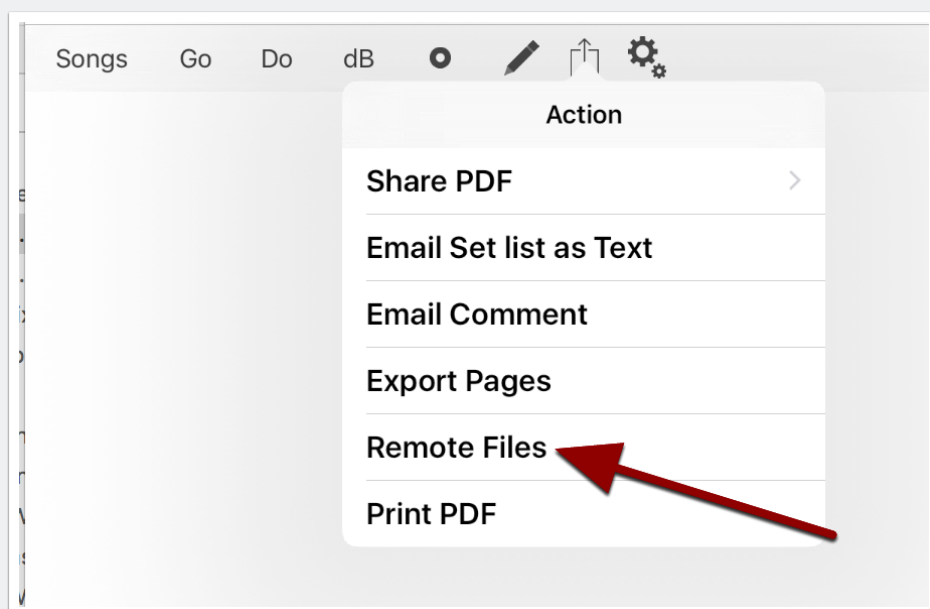 Songs Go Do dB
Action
Share PDF
Email Set list as Text
Email Comment
Export Pages
Remote Files
Print PDF